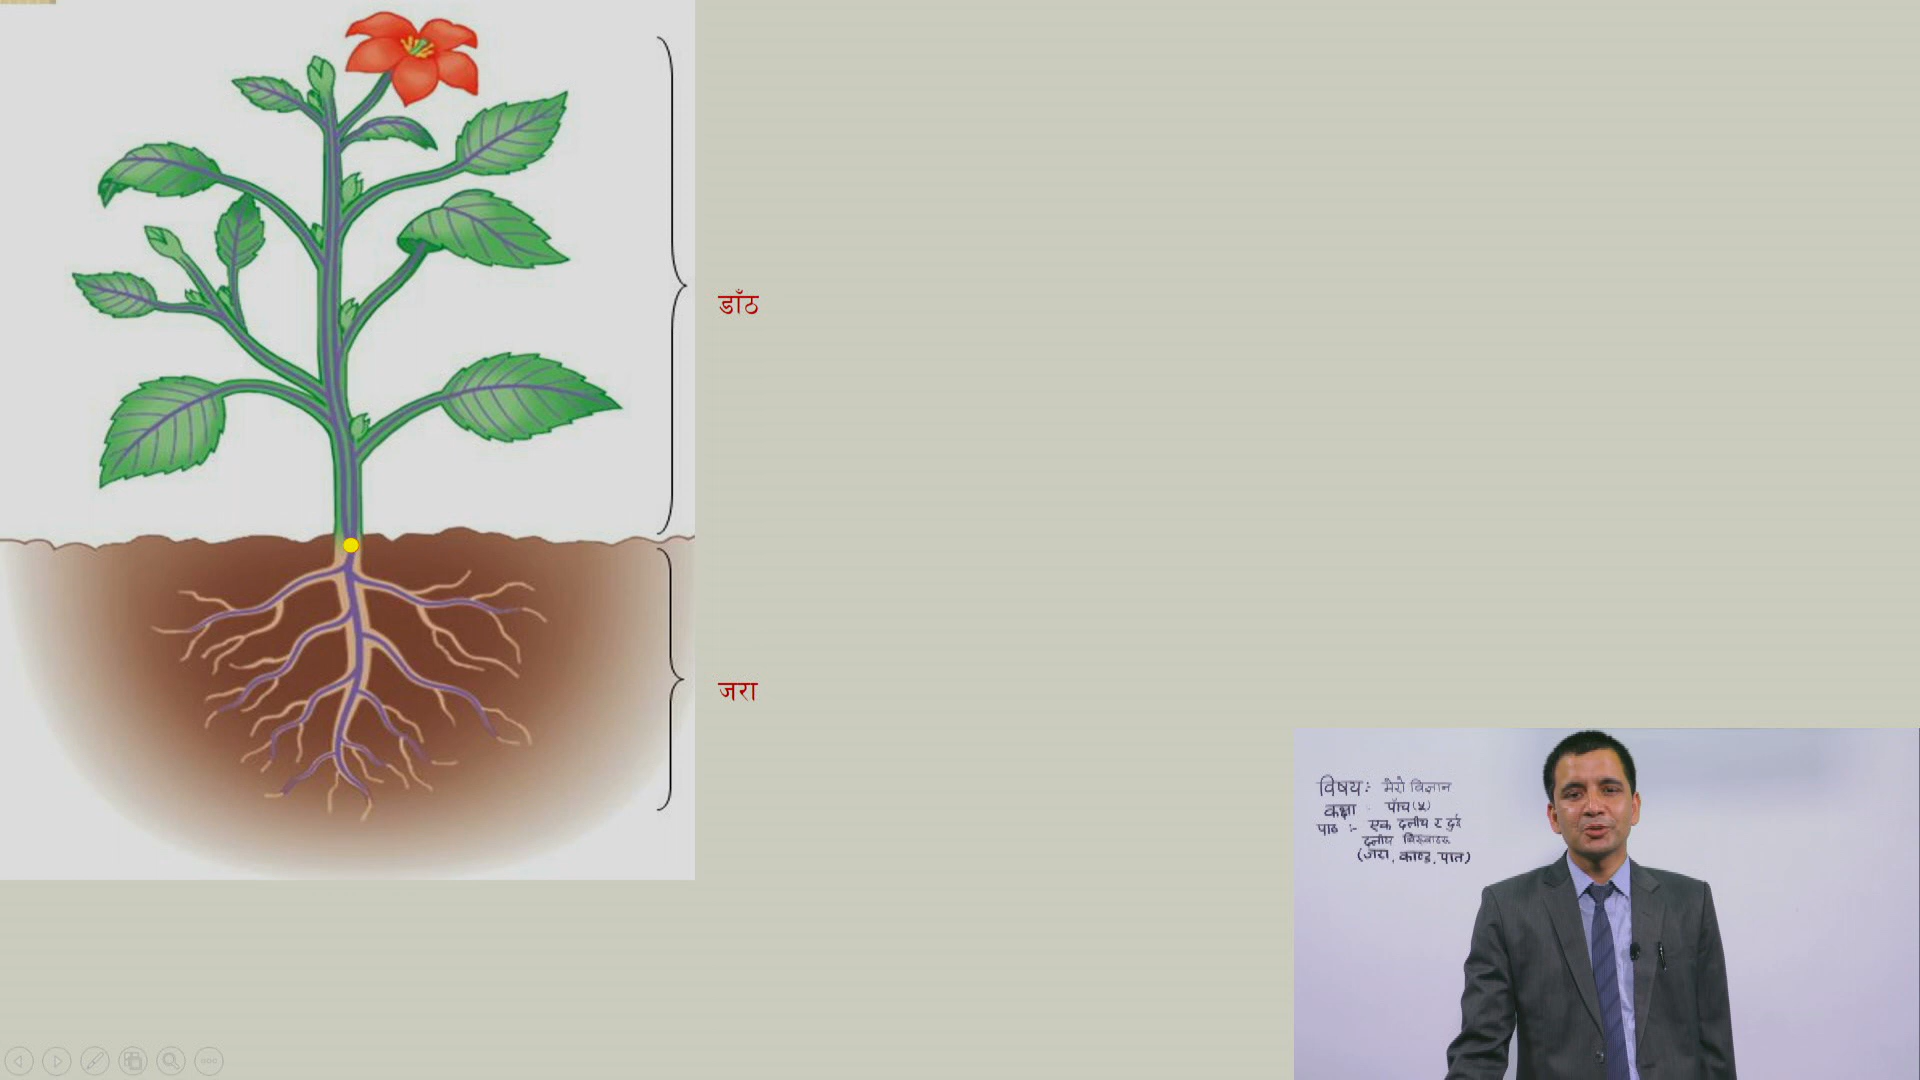 डाँठ
जरा
विषय:- मेरो विज्ञान
कक्षा : पाँच (५)
पाठ :- एक दलीय र दुई
दलीय बिरुवाहरू
(जरा, काण्ड, पात)